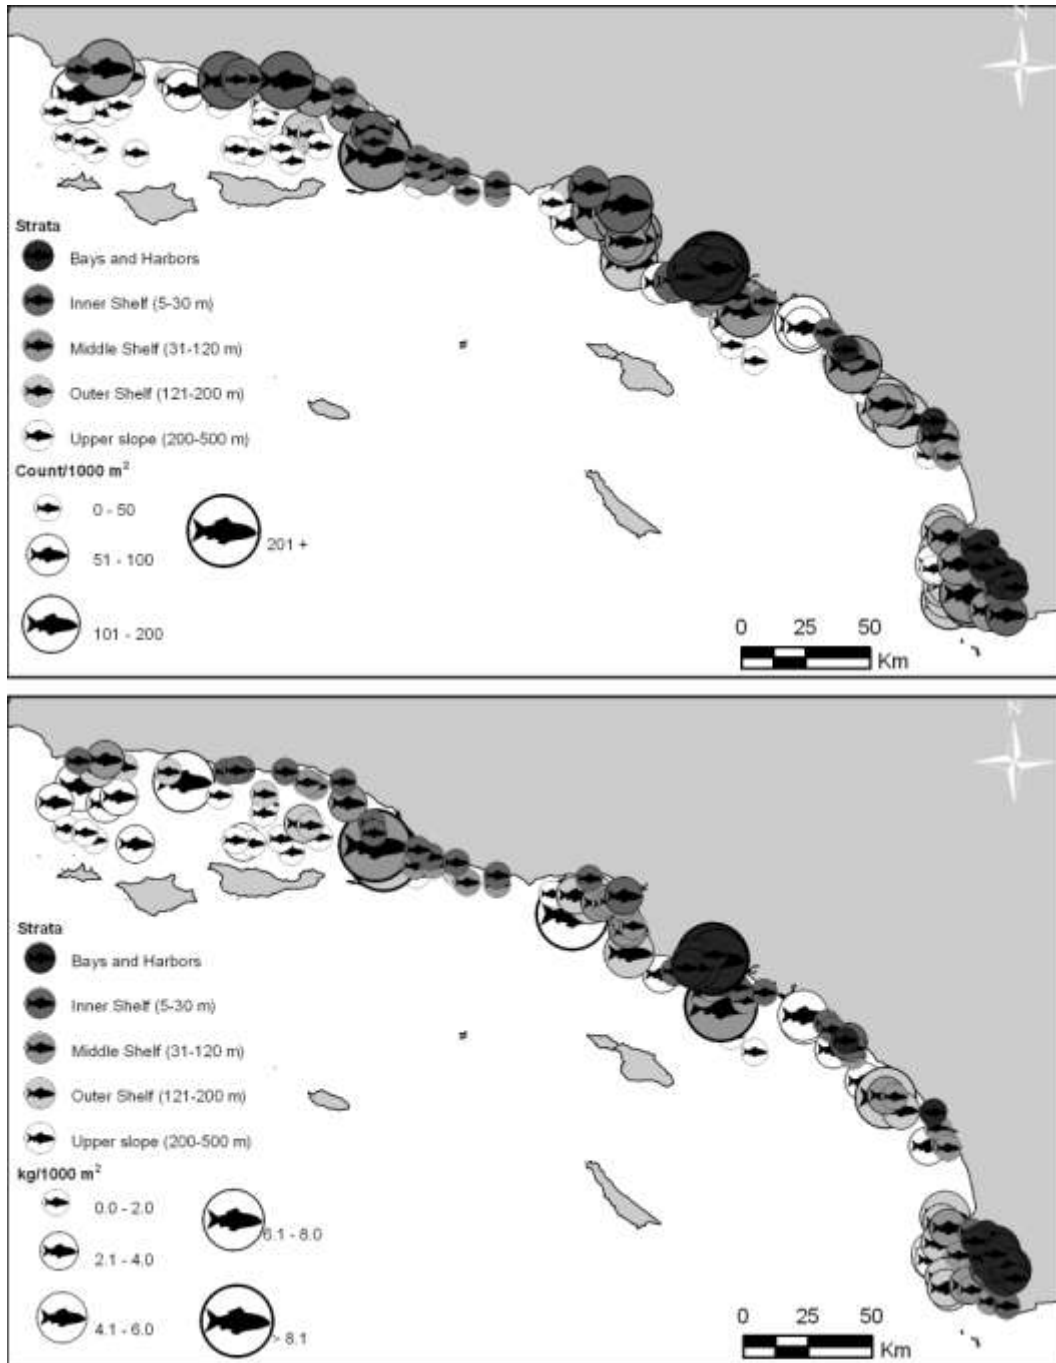 N
Strata
Bays and Harbors
Inner Shelf (5-30 m)
Middle Shelf (31-120 m)
Outer Shelf (121-200 m)
Upper slope (200-500 m)
Count/1000 m²
0 - 50
51 - 100
101 - 200
201 +
0 25 50
Km
N
Strata
Bays and Harbors
Inner Shelf (5-30 m)
Middle Shelf (31-120 m)
Outer Shelf (121-200 m)
Upper slope (200-500 m)
kg/1000 m²
0.0 - 2.0
2.1 - 4.0
4.1 - 6.0
6.1 - 8.0
> 8.1
0 25 50
Km